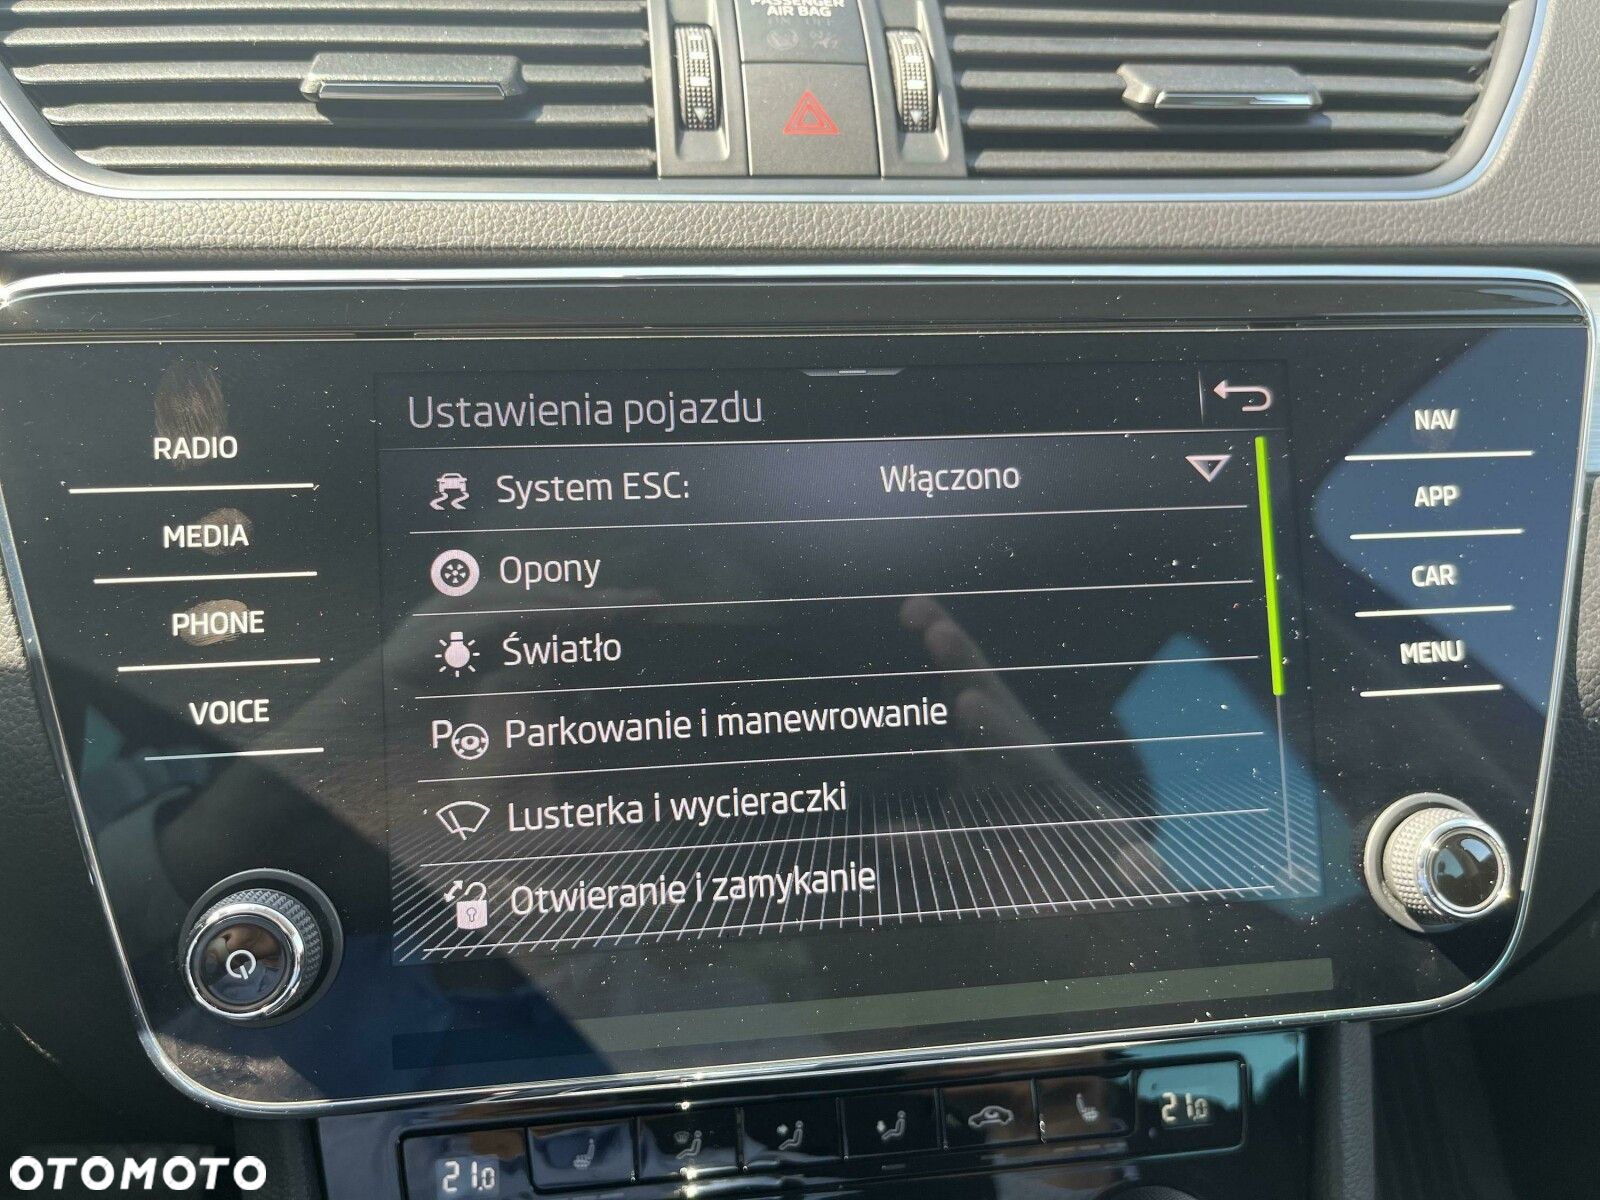 PASSENGER
AIR BAG
Ustawienia pojazdu
RADIO
MEDIA
PHONE
VOICE
System ESC: Włączono
Opony
Światło
P Parkowanie i manewrowanie
Lusterka i wycieraczki
Otwieranie i zamykanie
NAV
APP
CAR
MENU
21.0
21.0
OTOMOTO